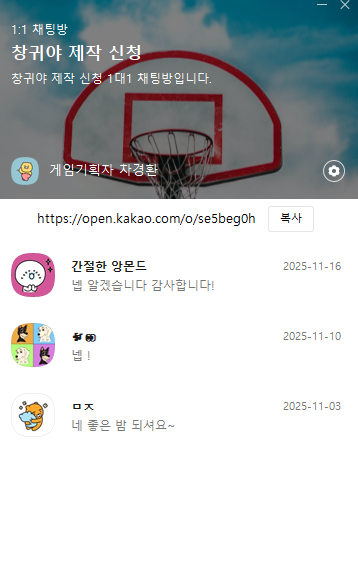 1:1 채팅방
창귀야 제작 신청
창귀야 제작 신청 1대1 채팅방입니다.
게임기획자 차경환
https://open.kakao.com/o/se5beg0h
복사
간절한 앙몬드
2025-11-16
넵 알겠습니다 감사합니다!
2025-11-10
넵 !
ㅁㅈ
2025-11-03
네 좋은 밤 되셔요~